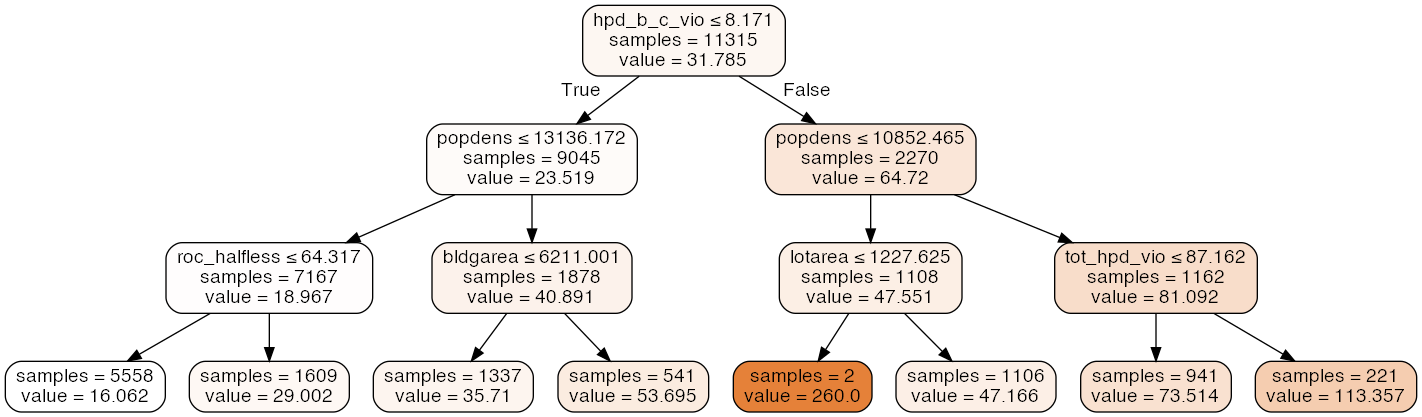 hpd_b_c_vio ≤ 8.171
samples = 11315
value = 31.785
True
False
popdens ≤ 13136.172
samples = 9045
value = 23.519
popdens ≤ 10852.465
samples = 2270
value = 64.72
roc_halfless ≤ 64.317
samples = 7167
value = 18.967
bldgarea ≤ 6211.001
samples = 1878
value = 40.891
lotarea ≤ 1227.625
samples = 1108
value = 47.551
tot_hpd_vio ≤ 87.162
samples = 1162
value = 81.092
samples = 5558
value = 16.062
samples = 1609
value = 29.002
samples = 1337
value = 35.71
samples = 541
value = 53.695
samples = 2
value = 260.0
samples = 1106
value = 47.166
samples = 941
value = 73.514
samples = 221
value = 113.357